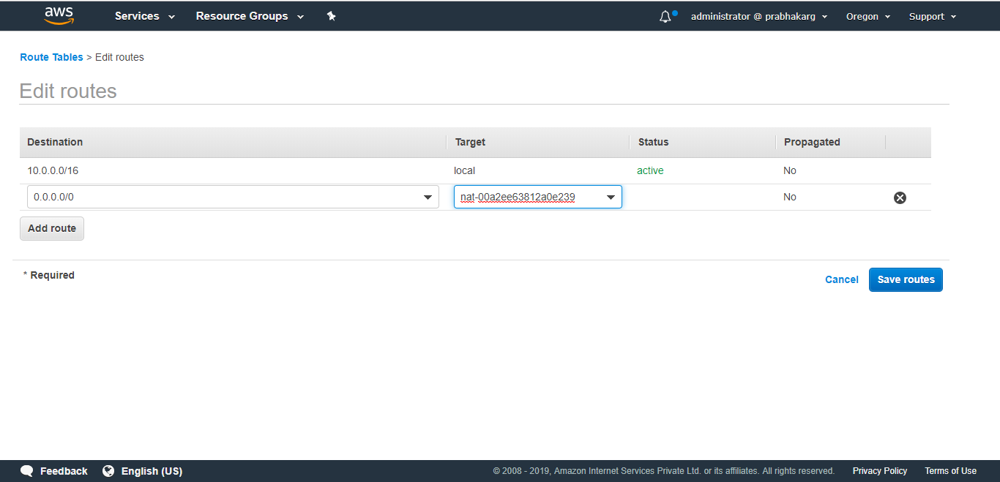 aws Services Resource Groups administrator @ prabhakarg Oregon Support
Route Tables > Edit routes
Edit routes
Destination Target Status Propagated
10.0.0.0/16 local active No
0.0.0.0/0 nat-00a2ee63812a0e239 No
Add route
* Required
Cancel Save routes
Feedback English (US) © 2008 - 2019, Amazon Internet Services Private Ltd. or its affiliates. All rights reserved. Privacy Policy Terms of Use